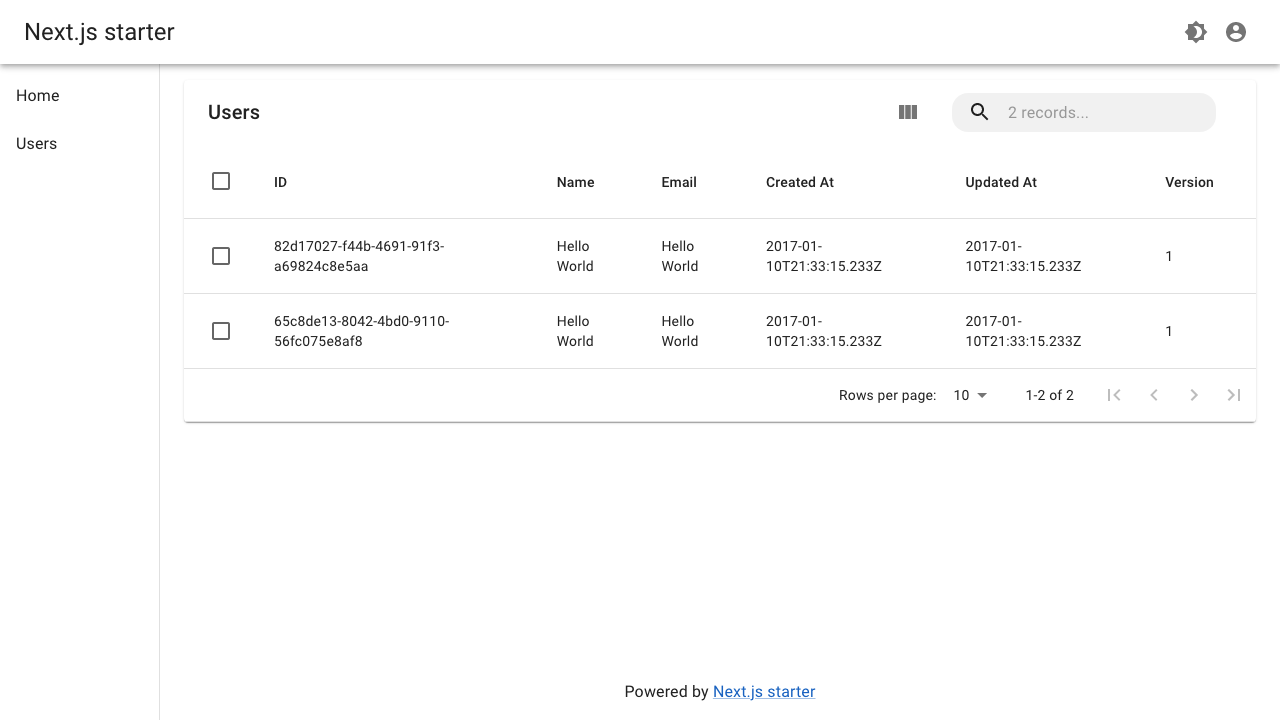 Next.js starter
Home
Users
Users
2 records...
ID Name Email Created At Updated At Version
82d17027-f44b-4691-91f3- Hello Hello 2017-01- 2017-01- 1
a69824c8e5aa World World 10T21:33:15.233Z 10T21:33:15.233Z
65c8de13-8042-4bd0-9110- Hello Hello 2017-01- 2017-01- 1
56fc075e8af8 World World 10T21:33:15.233Z 10T21:33:15.233Z
Rows per page: 10 1-2 of 2
Powered by Next.js starter